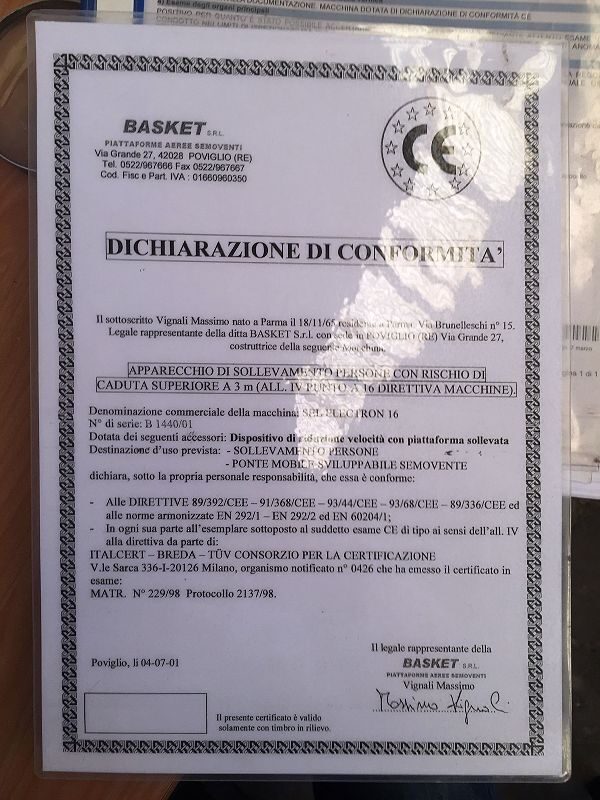 a) Esame degli organi principali
BASKET S.R.L.
PIATTAFORME AEREE SEMOVENTI
Via Grande 27, 42028 POVIGLIO (RE)
Tel. 0522/967666 Fax 0522/967667
Cod. Fisc e Part. IVA : 01660960350
CE
DICHIARAZIONE DI CONFORMITA'
Il sottoscritto Vignali Massimo nato a Parma il 18/11/65 residente a Parma Via Brunelleschi n° 15.
Legale rappresentante della ditta BASKET S.r.l. con sede in POVIGLIO (RE) Via Grande 27,
costruttrice della seguente macchina
APPARECCHIO DI SOLLEVAMENTO PERSONE CON RISCHIO DI
CADUTA SUPERIORE A 3 m (ALL. IV PUNTO A 16 DIRETTIVA MACCHINE).
Denominazione commerciale della macchina: SEL ELECTRON 16
N° di serie: B 1440/01
Dotata dei seguenti accessori: Dispositivo di riduzione velocità con piattaforma sollevata
Destinazione d'uso prevista: - SOLLEVAMENTO PERSONE
- PONTE MOBILE SVILUPPABILE SEMOVENTE
dichiara, sotto la propria personale responsabilità, che essa è conforme:
- Alle DIRETTIVE 89/392/CEE – 91/368/CEE – 93/44/CEE – 93/68/CEE – 89/336/CEE ed
alle norme armonizzate EN 292/1 – EN 292/2 ed EN 60204/1;
- In ogni sua parte all'esemplare sottoposto al suddetto esame CE di tipo ai sensi dell'all. IV
alla direttiva da parte di:
ITALCERT – BREDA – TÜV CONSORZIO PER LA CERTIFICAZIONE
V.le Sarca 336-I-20126 Milano, organismo notificato n° 0426 che ha emesso il certificato in
esame:
MATR. N° 229/98 Protocollo 2137/98.
Il legale rappresentante della
BASKET S.R.L.
PIATTAFORME AEREE SEMOVENTI
Vignali Massimo
Poviglio, li 04-07-01
Massimo Vignali
Il presente certificato è valido
solamente con timbro in rilievo.